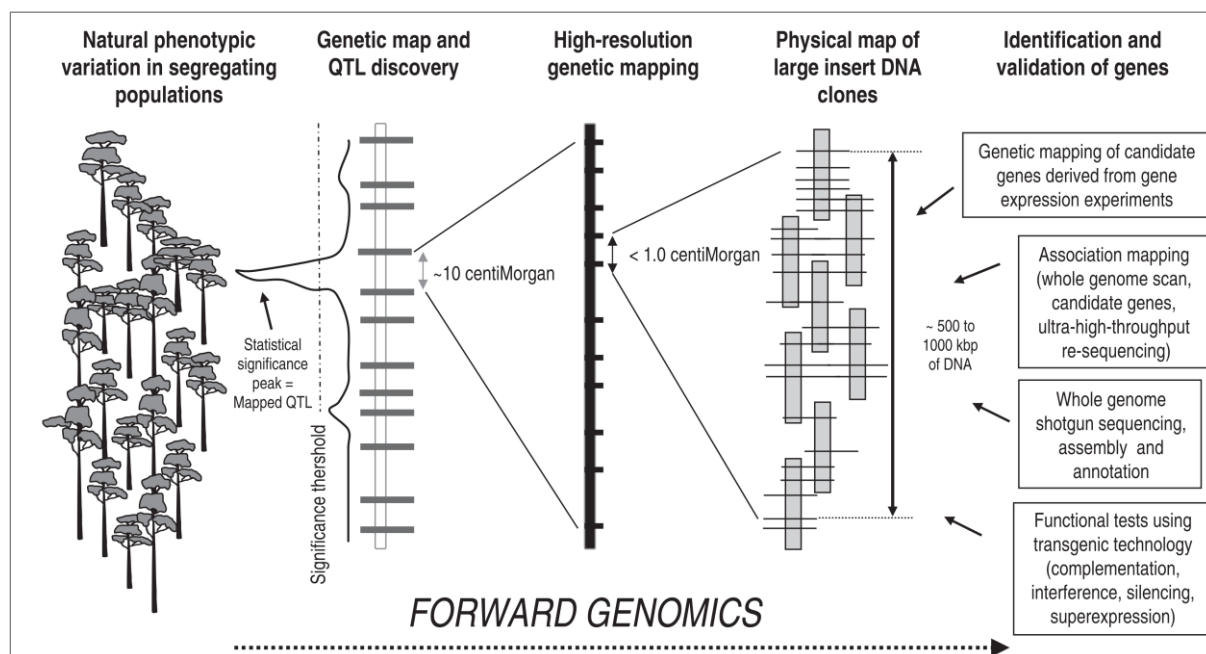 Natural phenotypic
variation in segregating
populations
Genetic map and
QTL discovery
High-resolution
genetic mapping
Physical map of
large insert DNA
clones
Identification and
validation of genes
Statistical
significance
peak =
Mapped QTL
Significance thershold
~10 centiMorgan
< 1.0 centiMorgan
~ 500 to
1000 kbp
of DNA
Genetic mapping of candidate
genes derived from gene
expression experiments
Association mapping
(whole genome scan,
candidate genes,
ultra-high-throughput
re-sequencing)
Whole genome
shotgun sequencing,
assembly and
annotation
Functional tests using
transgenic technology
(complementation,
interference, silencing,
superexpression)
FORWARD GENOMICS